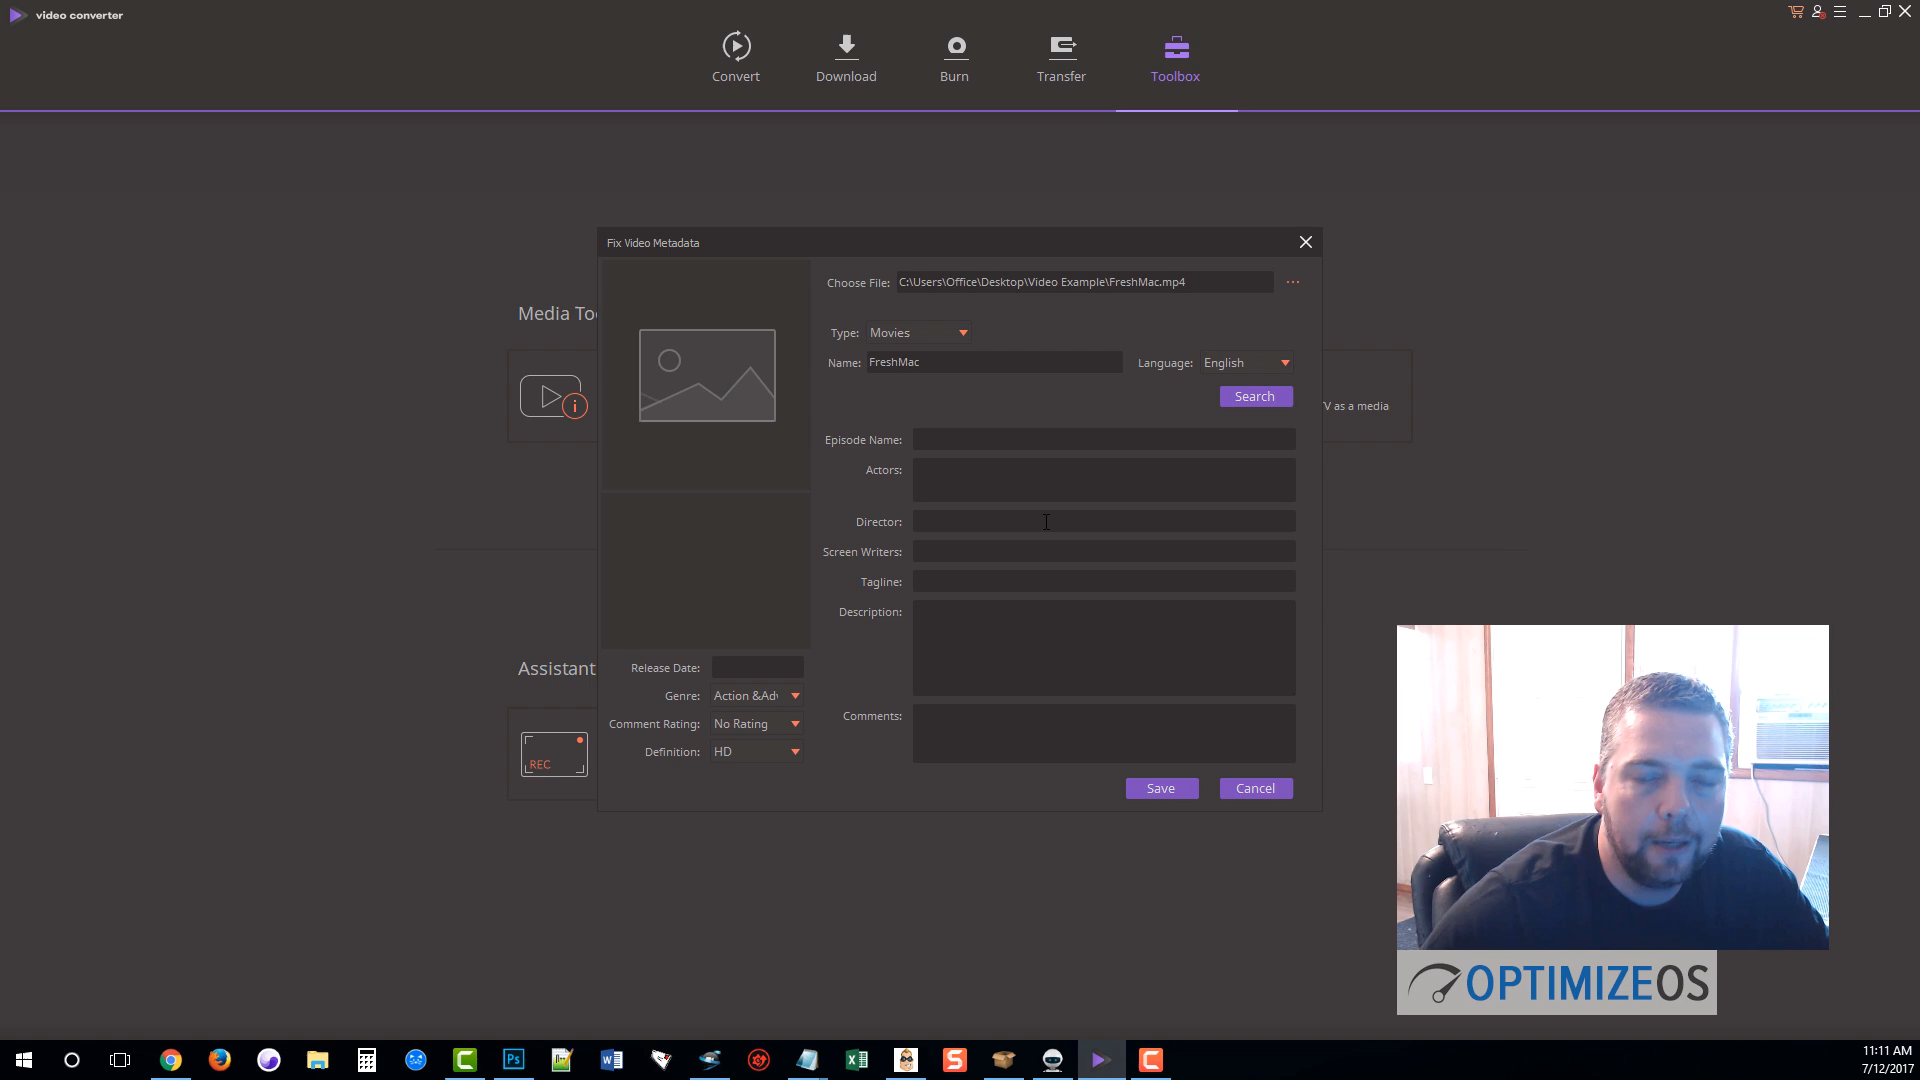 video converter
Convert
Download
Burn
Transfer
Toolbox
Fix Video Metadata
Choose File: C:\Users\Office\Desktop\Video Example\FreshMac.mp4 ...
Type: Movies
Name: FreshMac Language: English
Search
Media Too
V as a media
i
Episode Name:
Actors:
Director:
Screen Writers:
Tagline:
Description:
Assistant
REC
Release Date:
Genre: Action &Adv
Comment Rating: No Rating
Definition: HD
Comments:
Save
Cancel
OPTIMIZEOS
C
Ps
W
X
S
C
11:11 AM
7/12/2017